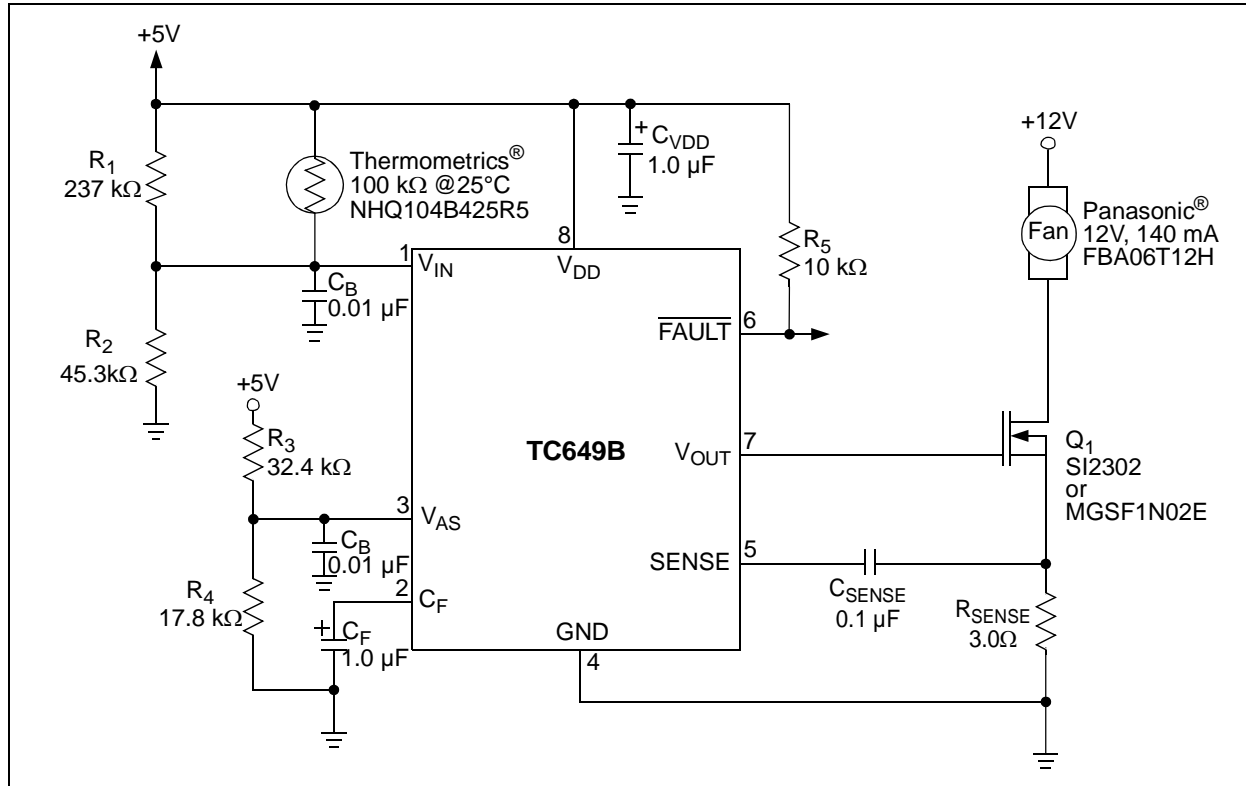 +5V
R1
237 kΩ
Thermometrics®
100 kΩ @25°C
NHQ104B425R5
+
CVDD
1.0 µF
+12V
Panasonic®
12V, 140 mA
FBA06T12H
Fan
R5
10 kΩ
1
VIN
8
VDD
CB
0.01 µF
R2
45.3kΩ
6
FAULT
+5V
R3
32.4 kΩ
TC649B
7
VOUT
Q1
SI2302
or
MGSF1N02E
3
VAS
CB
0.01 µF
5
SENSE
CSENSE
0.1 µF
R4
17.8 kΩ
2
CF
+
CF
1.0 µF
GND
4
RSENSE
3.0Ω